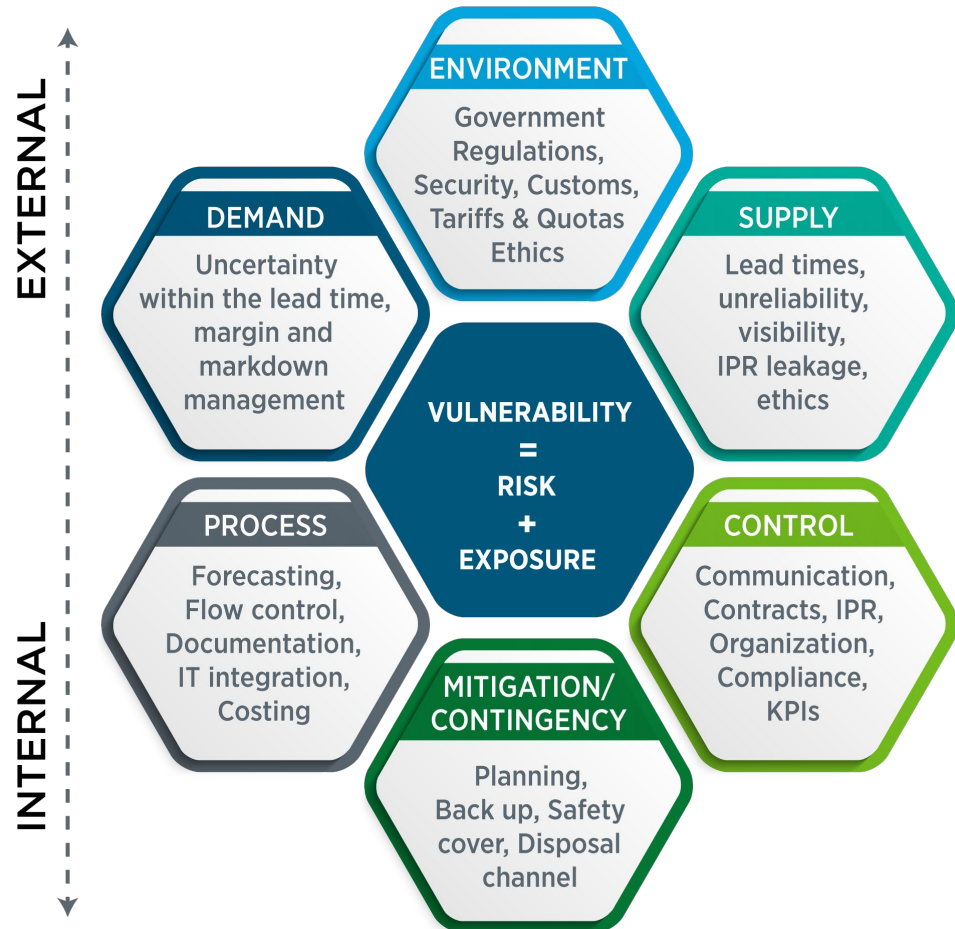 EXTERNAL
INTERNAL
ENVIRONMENT
Government
Regulations,
Security, Customs,
Tariffs & Quotas
Ethics
DEMAND
Uncertainty
within the lead time,
margin and
markdown
management
SUPPLY
Lead times,
unreliability,
visibility,
IPR leakage,
ethics
VULNERABILITY
=
RISK
+
EXPOSURE
PROCESS
Forecasting,
Flow control,
Documentation,
IT integration,
Costing
CONTROL
Communication,
Contracts, IPR,
Organization,
Compliance,
KPIs
MITIGATION/
CONTINGENCY
Planning,
Back up, Safety
cover, Disposal
channel